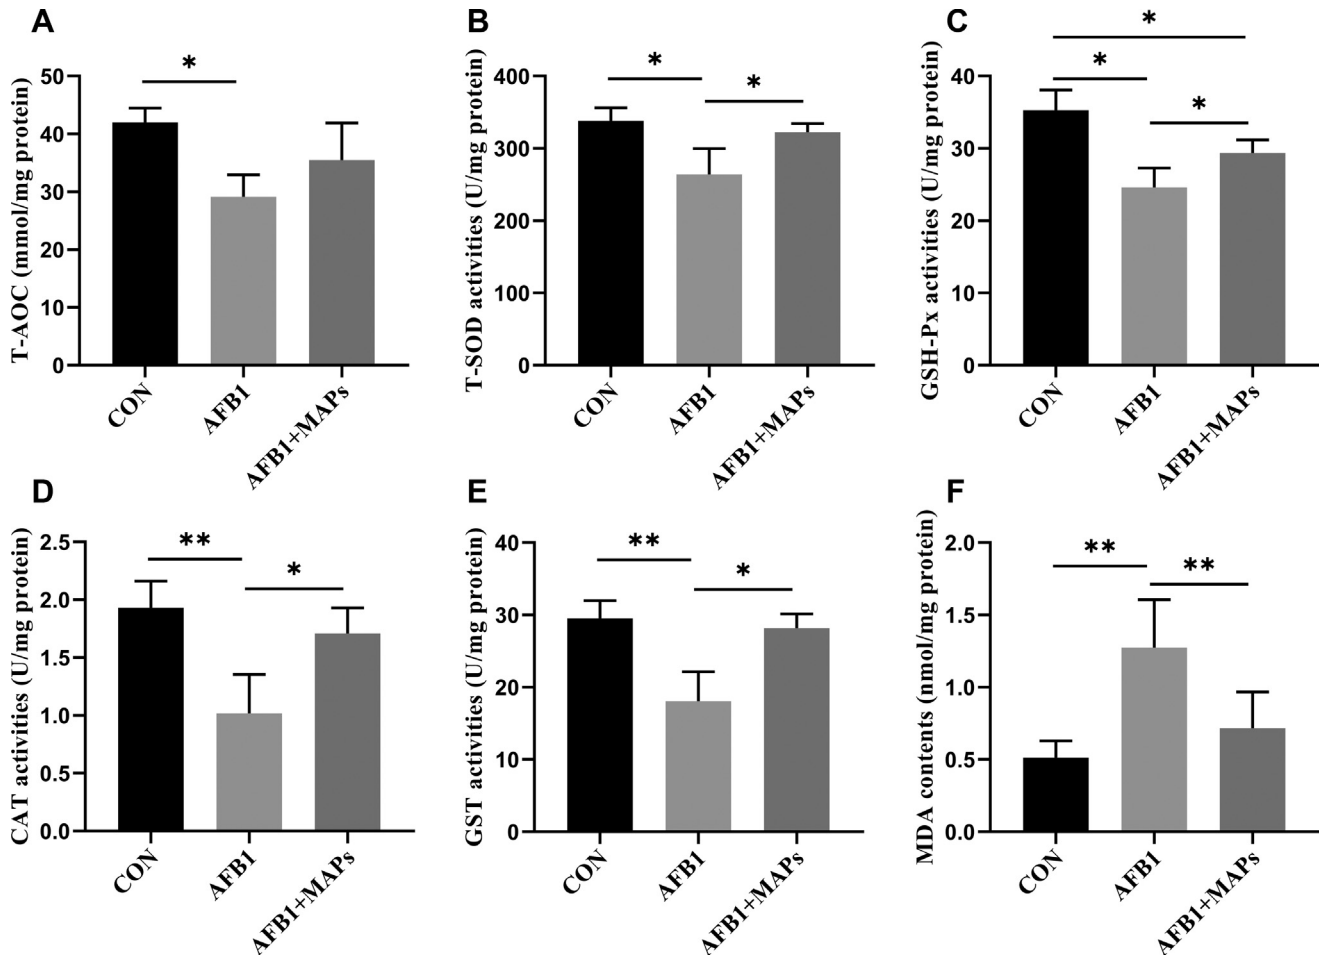 A
T-AOC (mmol/mg protein)
50
40
30
20
10
0
*
CON
AFB1
AFB1+MAPs
B
T-SOD activities (U/mg protein)
400
300
200
100
0
*
*
CON
AFB1
AFB1+MAPs
C
GSH-Px activities (U/mg protein)
40
30
20
10
0
*
*
*
CON
AFB1
AFB1+MAPs
D
CAT activities (U/mg protein)
2.5
2.0
1.5
1.0
0.5
0.0
**
*
CON
AFB1
AFB1+MAPs
E
GST activities (U/mg protein)
40
30
20
10
0
**
*
CON
AFB1
AFB1+MAPs
F
MDA contents (nmol/mg protein)
2.0
1.5
1.0
0.5
0.0
**
**
CON
AFB1
AFB1+MAPs